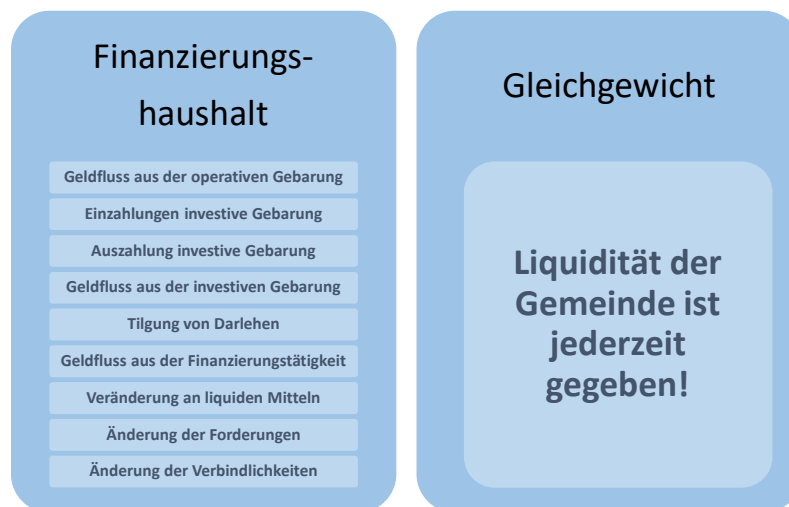 Finanzierungs-
haushalt
Geldfluss aus der operativen Gebarung
Einzahlungen investive Gebarung
Auszahlung investive Gebarung
Geldfluss aus der investiven Gebarung
Tilgung von Darlehen
Geldfluss aus der Finanzierungstätigkeit
Veränderung an liquiden Mitteln
Änderung der Forderungen
Änderung der Verbindlichkeiten
Gleichgewicht
Liquidität der
Gemeinde ist
jederzeit
gegeben!